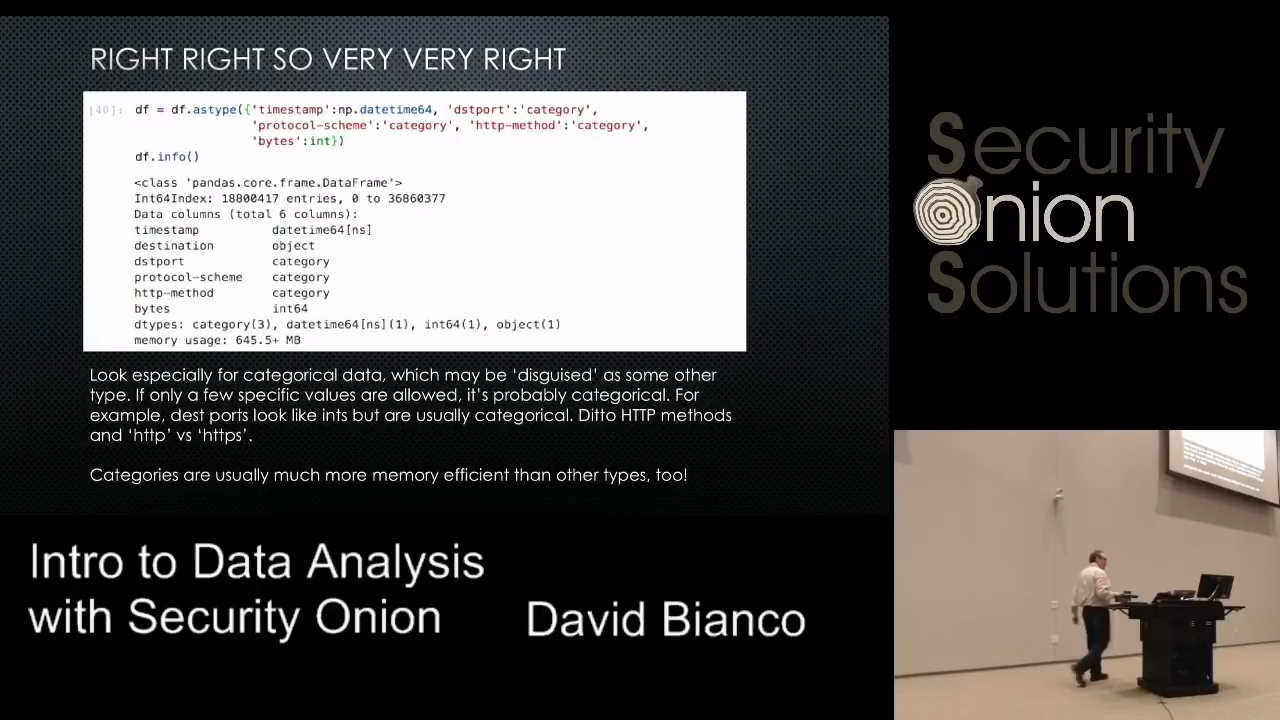 RIGHT RIGHT SO VERY VERY RIGHT
[40]: df = df.astype({'timestamp':np.datetime64, 'dstport':'category',
'protocol-scheme':'category', 'http-method':'category',
'bytes':int})
df.info()
<class 'pandas.core.frame.DataFrame'>
Int64Index: 18800417 entries, 0 to 36860377
Data columns (total 6 columns):
timestamp datetime64[ns]
destination object
dstport category
protocol-scheme category
http-method category
bytes int64
dtypes: category(3), datetime64[ns](1), int64(1), object(1)
memory usage: 645.5+ MB
Look especially for categorical data, which may be ‘disguised’ as some other
type. If only a few specific values are allowed, it’s probably categorical. For
example, dest ports look like ints but are usually categorical. Ditto HTTP methods
and ‘http’ vs ‘https’.
Categories are usually much more memory efficient than other types, too!
Security
Onion
Solutions
Intro to Data Analysis
with Security Onion
David Bianco